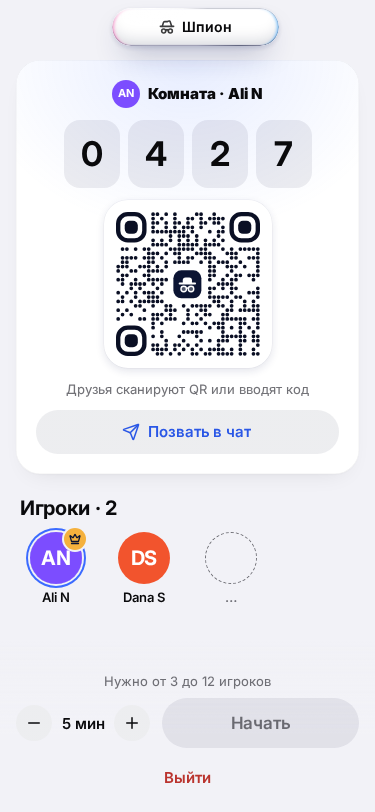 Шпион
AN Комната · Ali N
0 4 2 7
Друзья сканируют QR или вводят код
Позвать в чат
Игроки · 2
AN DS
Ali N Dana S ...
Нужно от 3 до 12 игроков
− 5 мин + Начать
Выйти